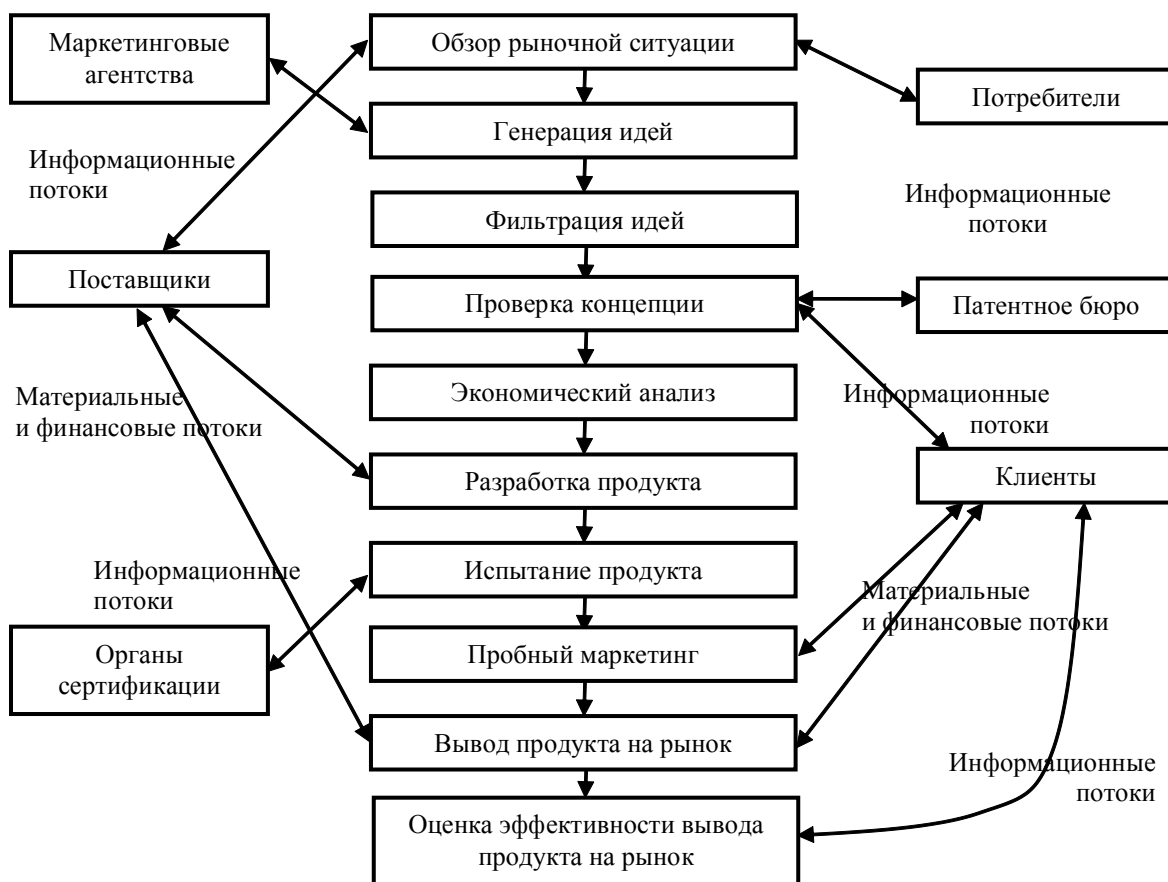 Маркетинговые
агентства
Обзор рыночной ситуации
Потребители
Генерация идей
Информационные
потоки
Фильтрация идей
Информационные
потоки
Поставщики
Проверка концепции
Патентное бюро
Материальные
и финансовые потоки
Экономический анализ
Информационные
потоки
Разработка продукта
Клиенты
Информационные
потоки
Испытание продукта
Материальные
и финансовые потоки
Органы
сертификации
Пробный маркетинг
Вывод продукта на рынок
Информационные
потоки
Оценка эффективности вывода
продукта на рынок